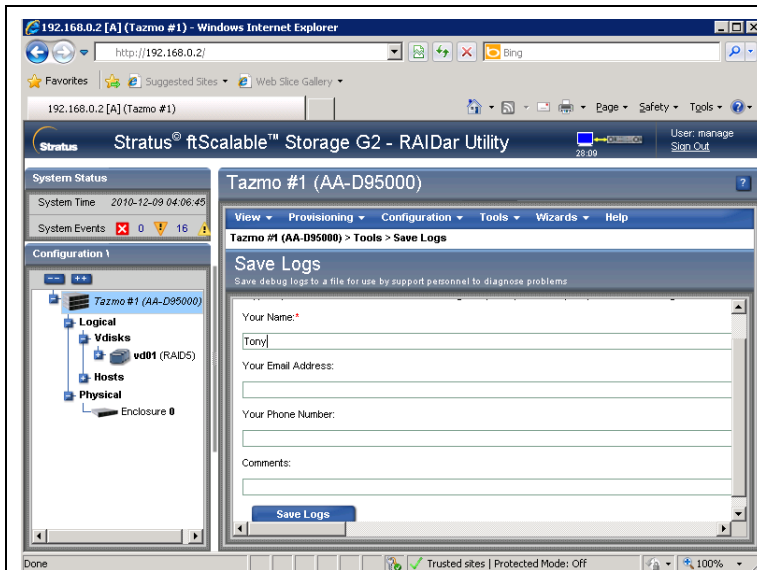 192.168.0.2 [A] (Tazmo #1) - Windows Internet Explorer
http://192.168.0.2/
Bing
Favorites
Suggested Sites
Web Slice Gallery
192.168.0.2 [A] (Tazmo #1)
Page
Safety
Tools
Stratus
Stratus® ftScalable™ Storage G2 - RAIDar Utility
28:09
User: manage
Sign Out
System Status
System Time 2010-12-09 04:06:45
System Events 0 16
Configuration \
Tazmo #1 (AA-D95000)
Logical
Vdisks
vd01 (RAID5)
Hosts
Physical
Enclosure 0
Tazmo #1 (AA-D95000)
View Provisioning Configuration Tools Wizards Help
Tazmo #1 (AA-D95000) > Tools > Save Logs
Save Logs
Save debug logs to a file for use by support personnel to diagnose problems
Your Name:*
Tony
Your Email Address:
Your Phone Number:
Comments:
Save Logs
Done
Trusted sites | Protected Mode: Off
100%